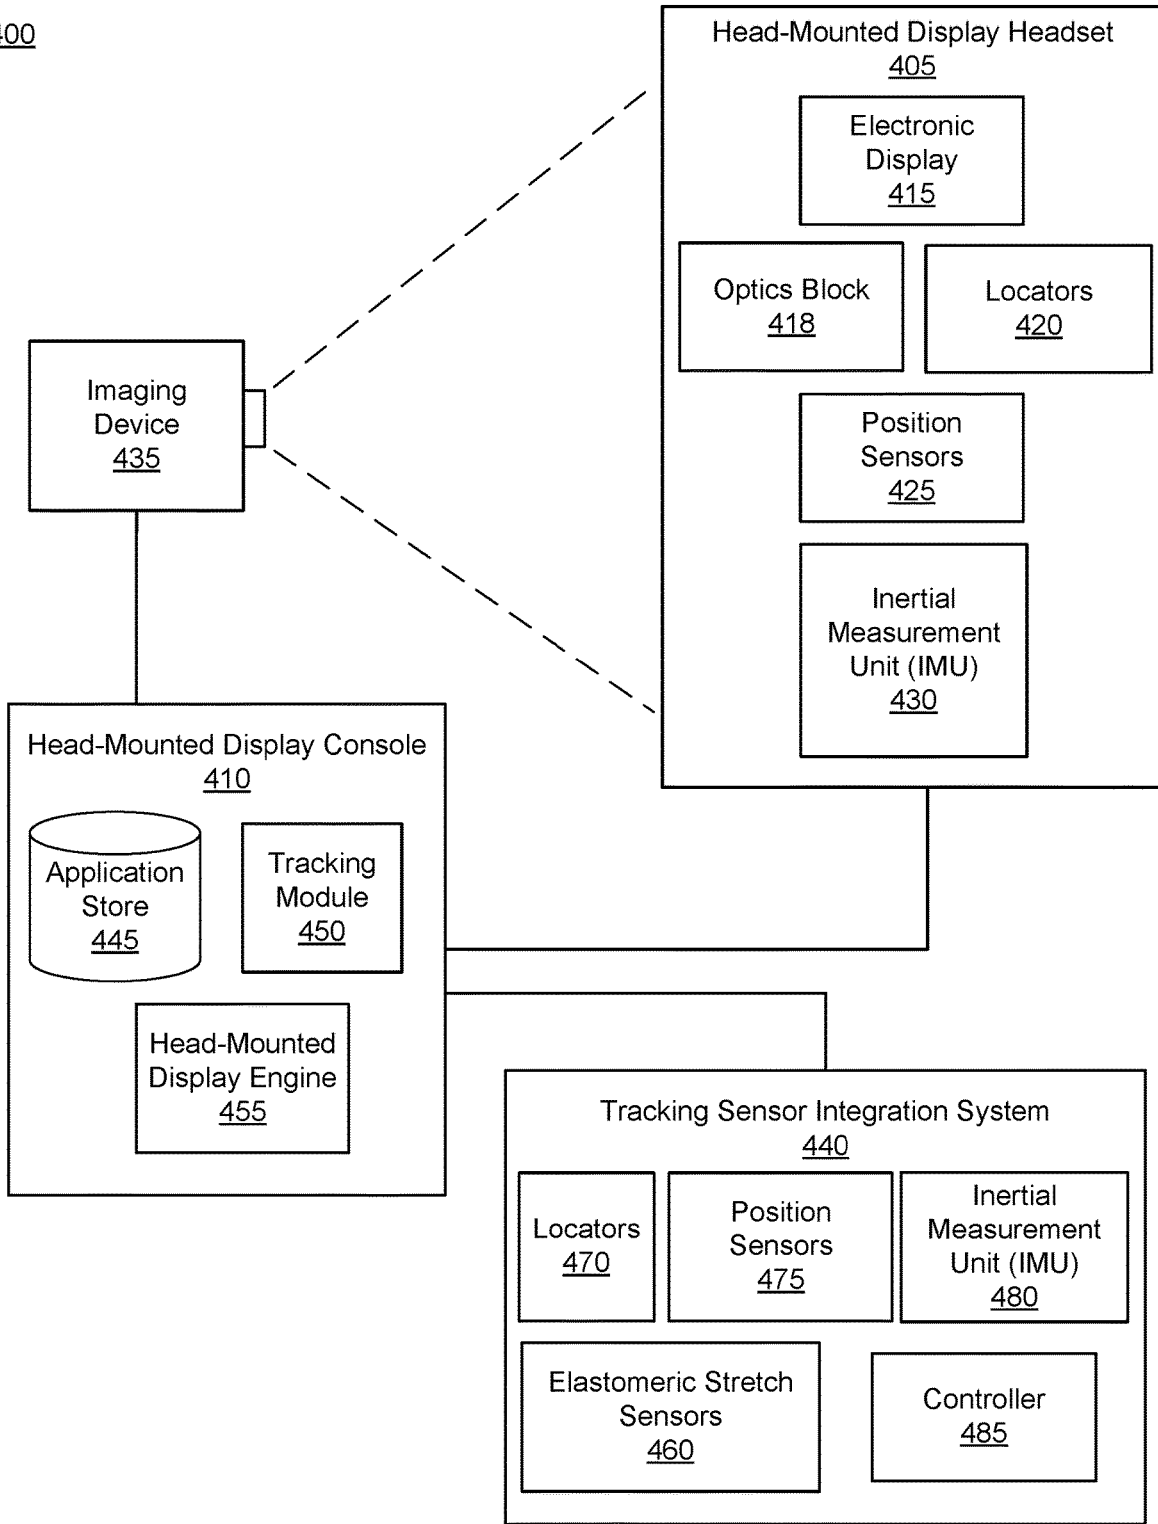 400
Head-Mounted Display Headset
405
Electronic
Display
415
Optics Block
418
Locators
420
Position
Sensors
425
Inertial
Measurement
Unit (IMU)
430
Imaging
Device
435
Head-Mounted Display Console
410
Application
Store
445
Tracking
Module
450
Head-Mounted
Display Engine
455
Tracking Sensor Integration System
440
Locators
470
Position
Sensors
475
Inertial
Measurement
Unit (IMU)
480
Elastomeric Stretch
Sensors
460
Controller
485